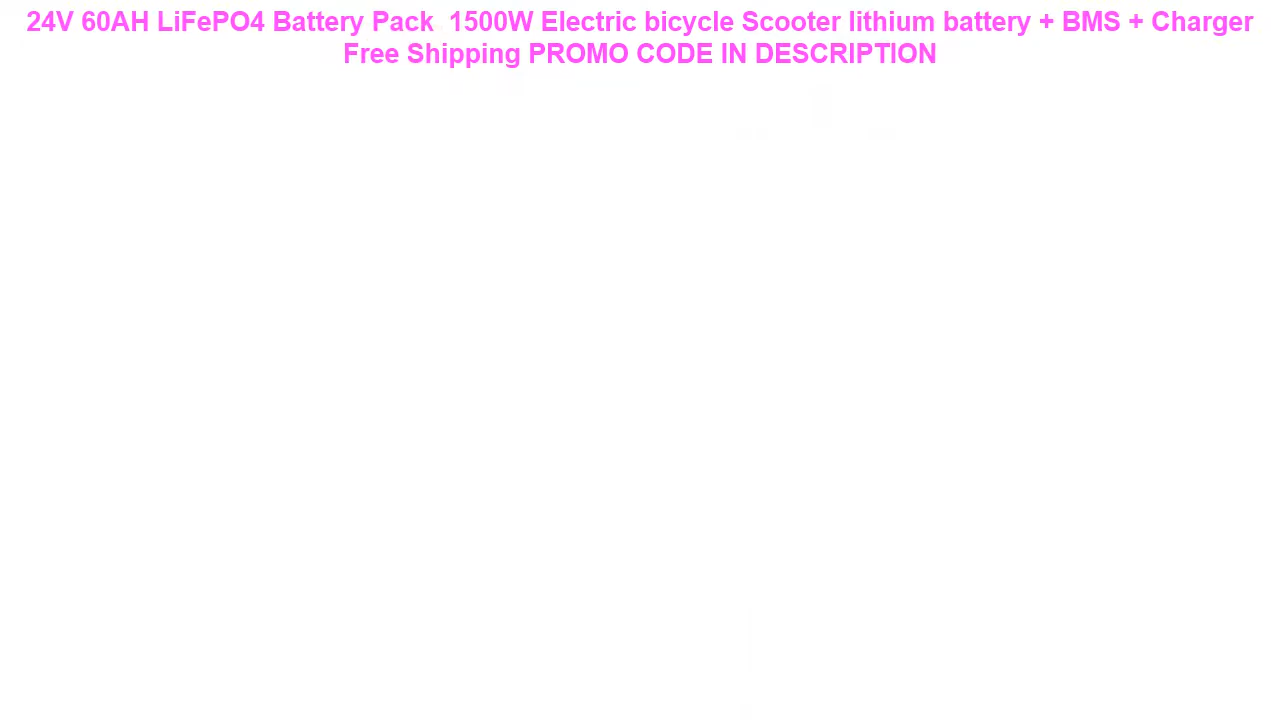 24V 60AH LiFePO4 Battery Pack  1500W Electric bicycle Scooter lithium battery + BMS + Charger
Free Shipping PROMO CODE IN DESCRIPTION